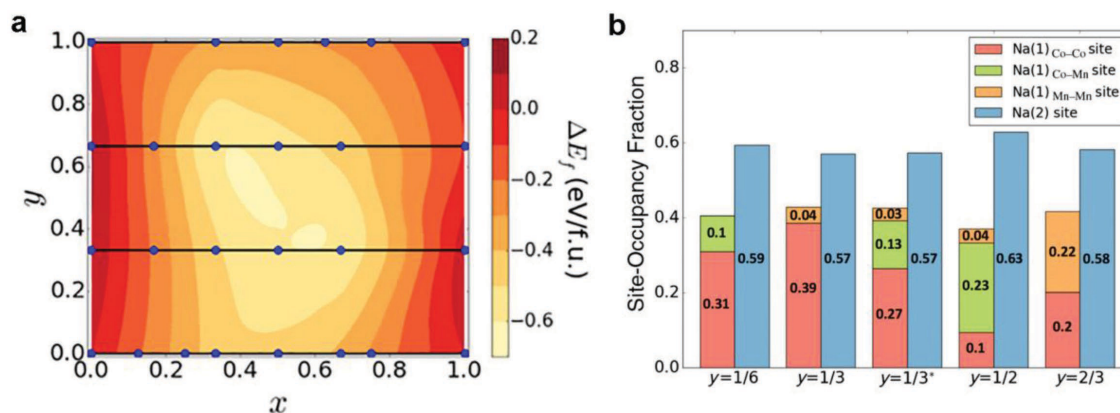 a
1.0
0.8
0.6
0.4
0.2
0.0
y
0.0 0.2 0.4 0.6 0.8 1.0
x
0.2
0.0
−0.2
−0.4
−0.6
ΔE_f (eV/f.u.)
b
0.8
0.6
0.4
0.2
0.0
Site-Occupancy Fraction
Na(1)Co–Co site
Na(1)Co–Mn site
Na(1)Mn–Mn site
Na(2) site
0.1
0.31
0.59
0.04
0.39
0.57
0.03
0.13
0.27
0.57
0.04
0.23
0.1
0.63
0.22
0.2
0.58
y=1/6 y=1/3 y=1/3* y=1/2 y=2/3